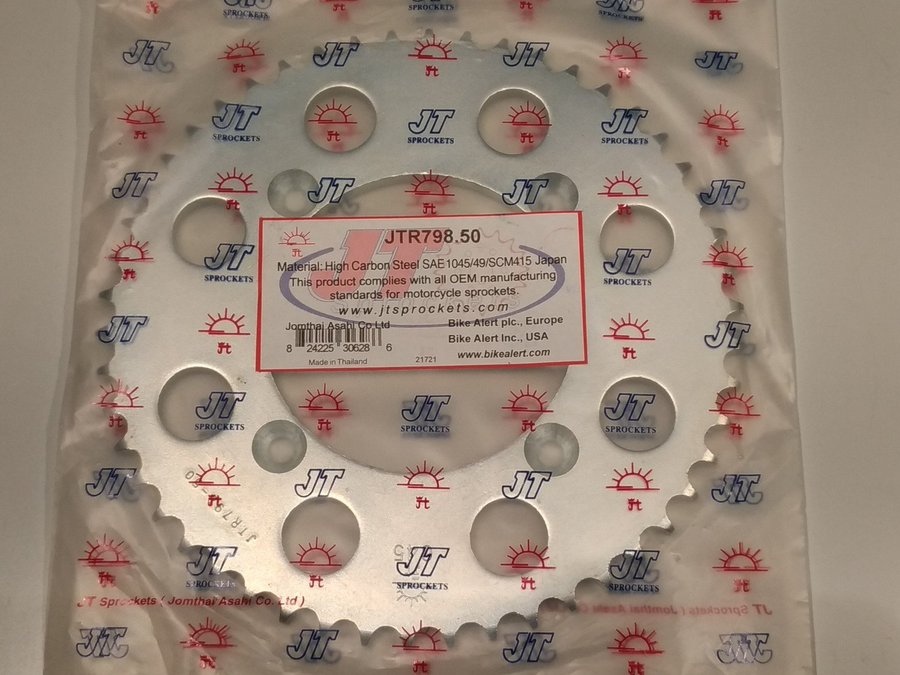 JTR798.50
Material: High Carbon Steel SAE1045/49/SCM415 Japan
This product complies with all OEM manufacturing
standards for motorcycle sprockets.
www.jtsprockets.com
Jomthai Asahi Co Ltd
Bike Alert plc., Europe
Bike Alert Inc., USA
8 24225 30628 6
www.bikealert.com
Made in Thailand
21721
JT SPROCKETS
JT Sprockets ( Jomthai Asahi Co. Ltd )